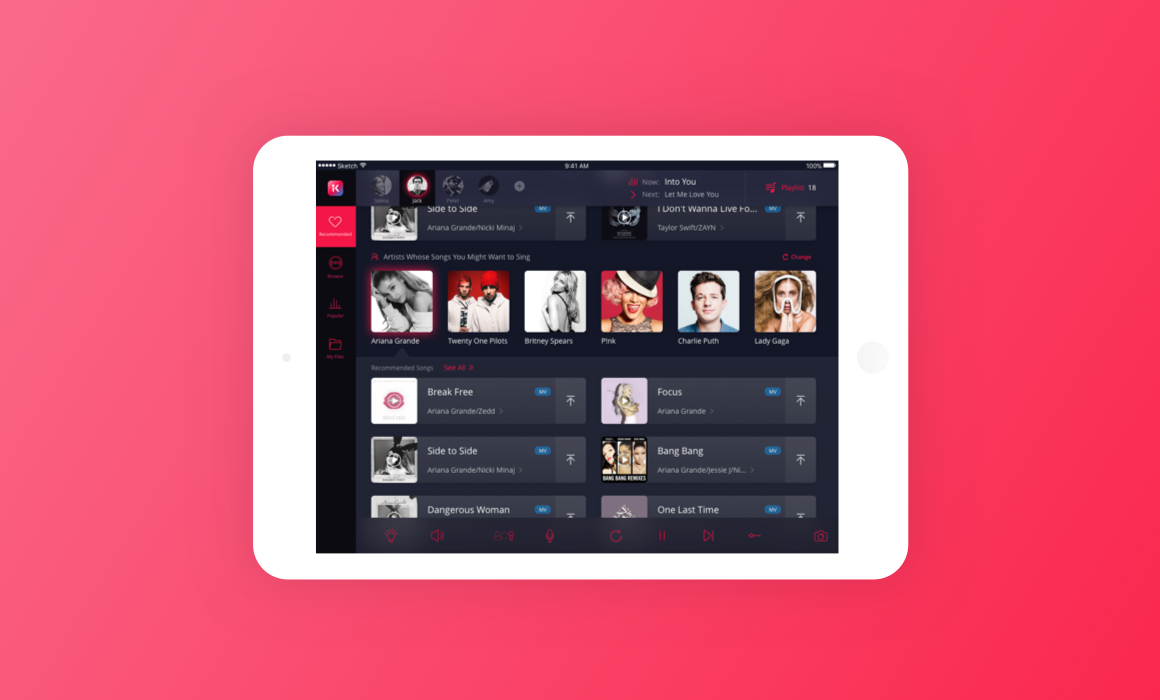 Sketch
9:41 AM
100%
K
Selina
Jack
Peter
Amy
Now: Into You
Next: Let Me Love You
Playlist 18
Recommended
Browse
Popular
My Files
Side to Side
MV
Ariana Grande/Nicki Minaj
I Don't Wanna Live Fo...
MV
Taylor Swift/ZAYN
Artists Whose Songs You Might Want to Sing
Change
Ariana Grande
Twenty One Pilots
Britney Spears
P!nk
Charlie Puth
Lady Gaga
Recommended Songs
See All
Break Free
MV
Ariana Grande/Zedd
Focus
MV
Ariana Grande
Side to Side
MV
Ariana Grande/Nicki Minaj
Bang Bang
MV
Ariana Grande/Jessie J/Ni...
BANG BANG REMIXES
Dangerous Woman
MV
One Last Time
MV